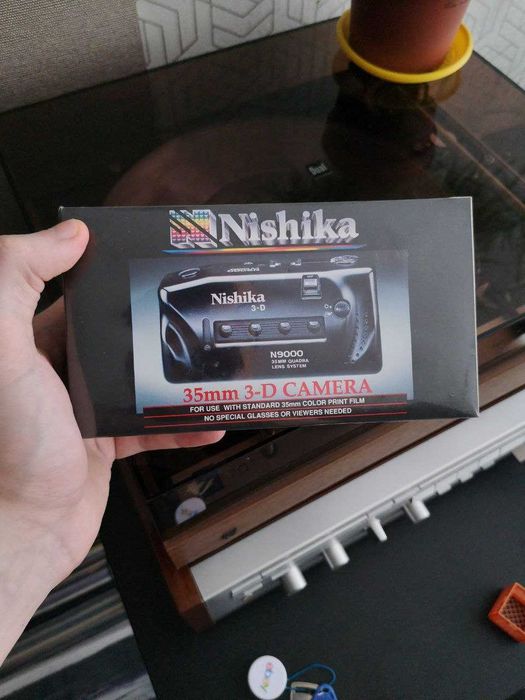 Nishika
Nishika
3-D
N9000
35MM QUADRA
LENS SYSTEM
35mm 3-D CAMERA
FOR USE WITH STANDARD 35mm COLOR PRINT FILM
NO SPECIAL GLASSES OR VIEWERS NEEDED
Dual